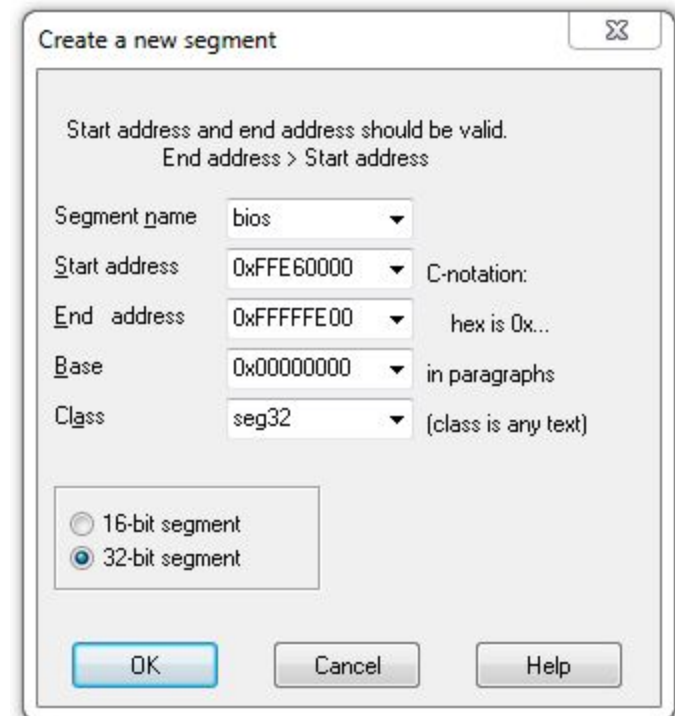 Create a new segment
Start address and end address should be valid.
End address > Start address
Segment name bios
Start address 0xFFE60000 C-notation:
End address 0xFFFFFE00 hex is 0x...
Base 0x00000000 in paragraphs
Class seg32 (class is any text)
16-bit segment
32-bit segment
OK Cancel Help